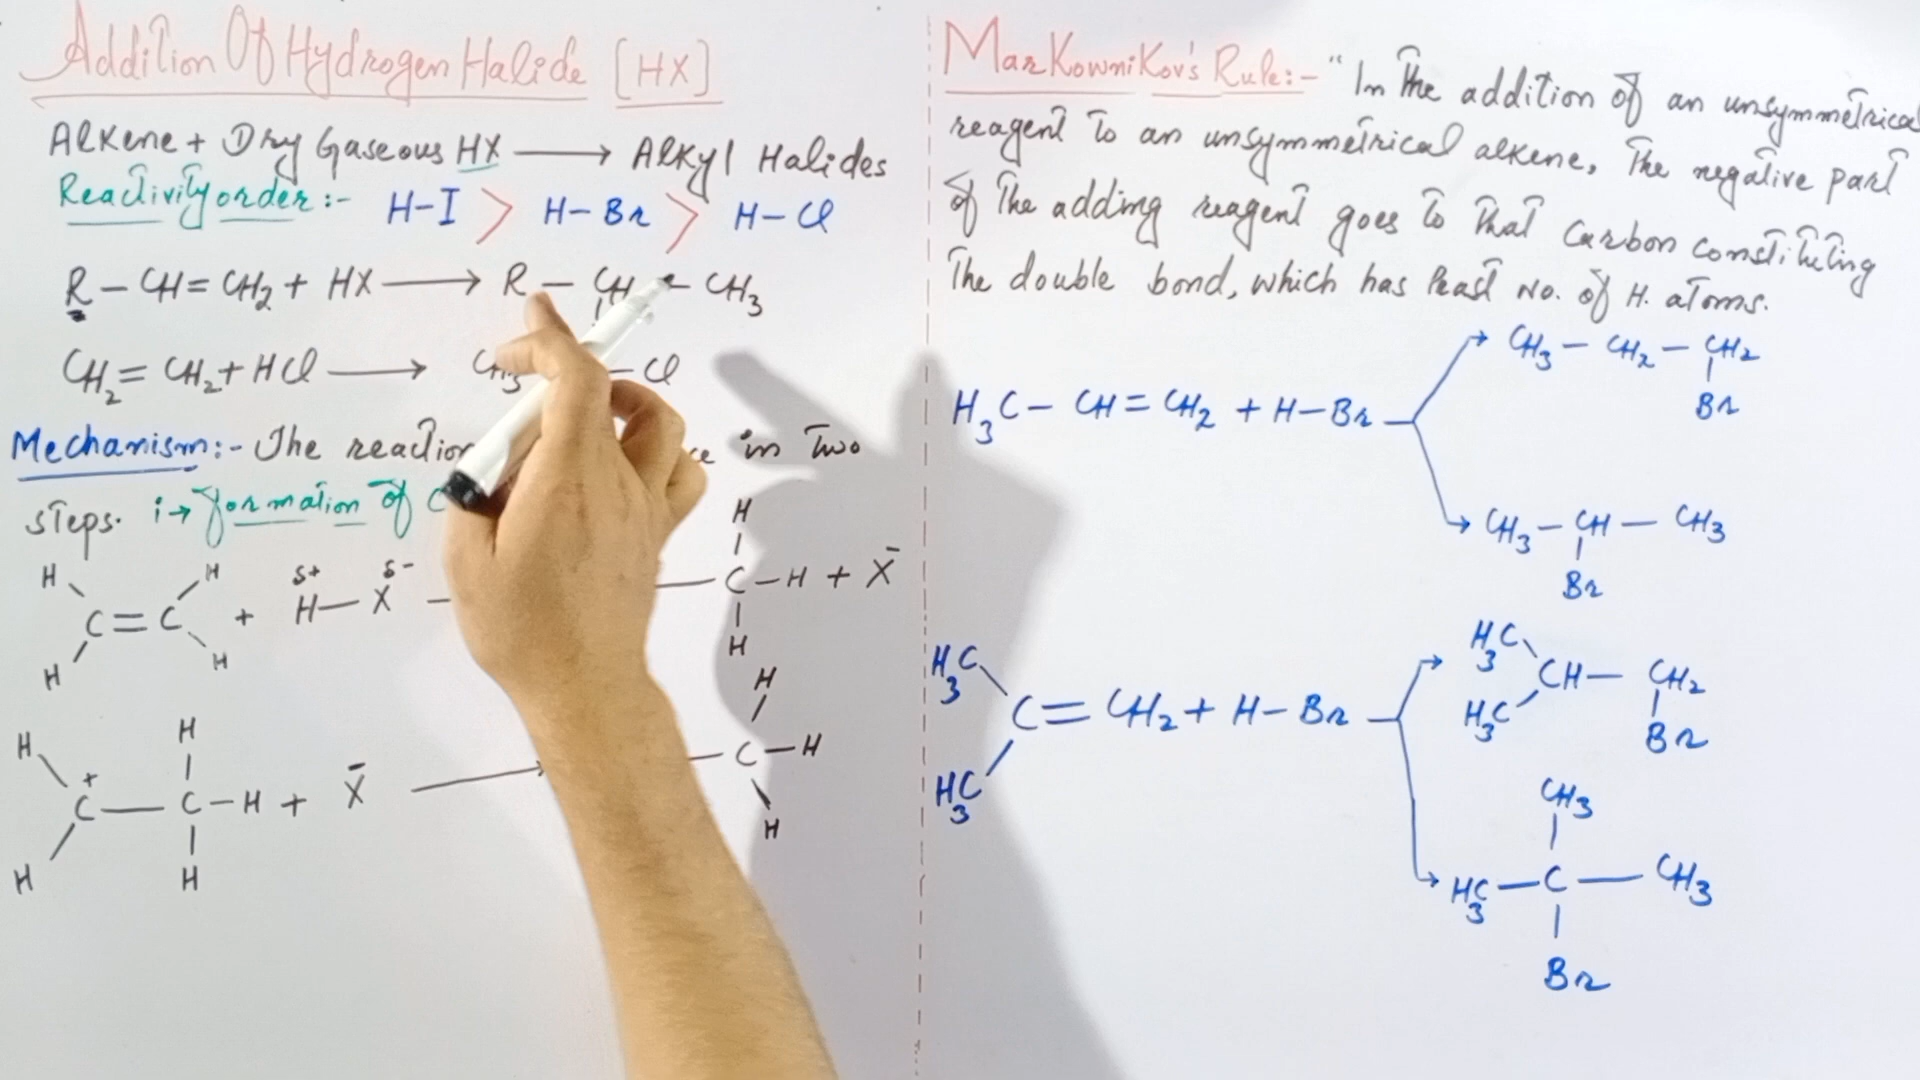 Addition Of Hydrogen Halide [HX]
Alkene + Dry Gaseous HX ⟶ Alkyl Halides
Reactivity order :- H-I > H-Br > H-Cl
R - CH = CH2 + HX ⟶ R - CH - CH3
CH2 = CH2 + HCl ⟶ CH3 - Cl
Mechanism:- The in Two
steps. i→ formation of
H H δ+ δ- H
C = C + H - X C - H + X̄
H H H
H H H
C+ - C - H + X̄ ⟶ C - H
H H H
Markownikov's Rule:- "In the addition of an unsymmetrical
reagent to an unsymmetrical alkene, The negative part
of The adding reagent goes to That Carbon constituting
The double bond, which has least No. of H. atoms.
CH3 - CH2 - CH2
Br
H3C - CH = CH2 + H - Br
CH3 - CH - CH3
Br
H3C
CH - CH2
H3C Br
H3C
C = CH2 + H - Br
H3C
CH3
H3C - C - CH3
Br